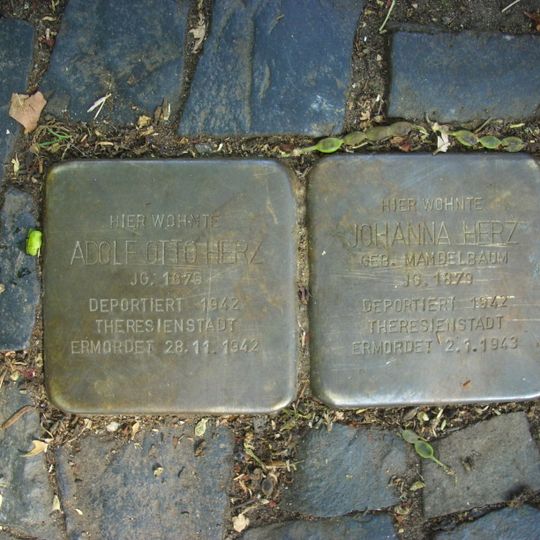 HIER WOHNTE
ADOLF OTTO HERZ
JG. 1879
DEPORTIERT 1942
THERESIENSTADT
ERMORDET 28.11.1942
HIER WOHNTE
JOHANNA HERZ
GEB. MANDELBAUM
JG. 1879
DEPORTIERT 1942
THERESIENSTADT
ERMORDET 2.1.1943